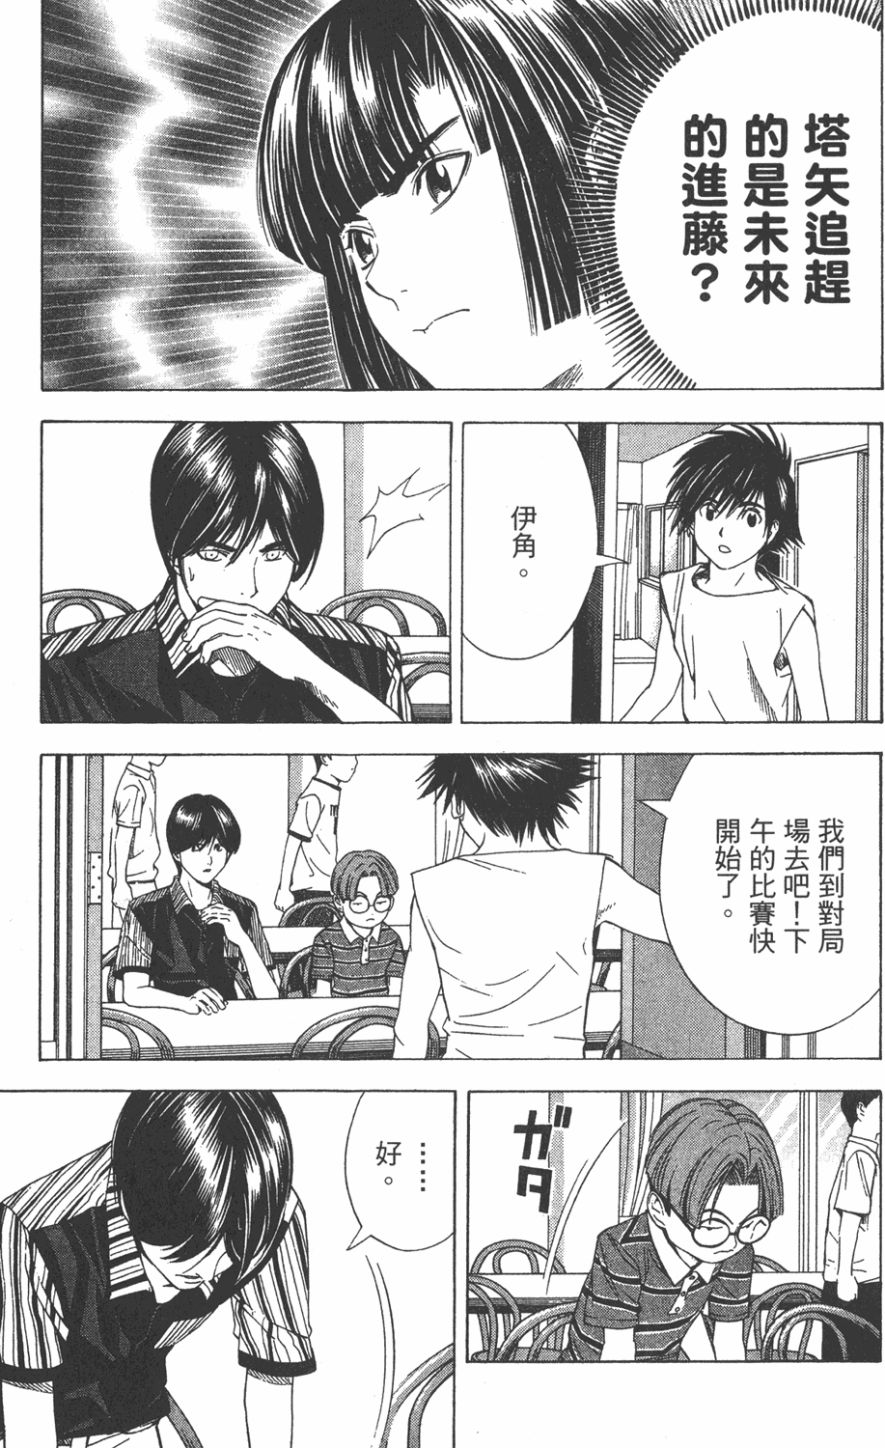 塔矢追趕
的是未來
的進藤？
伊角。
我們到對局
場去吧！下
午的比賽快
開始了。
ガタ
……
好。